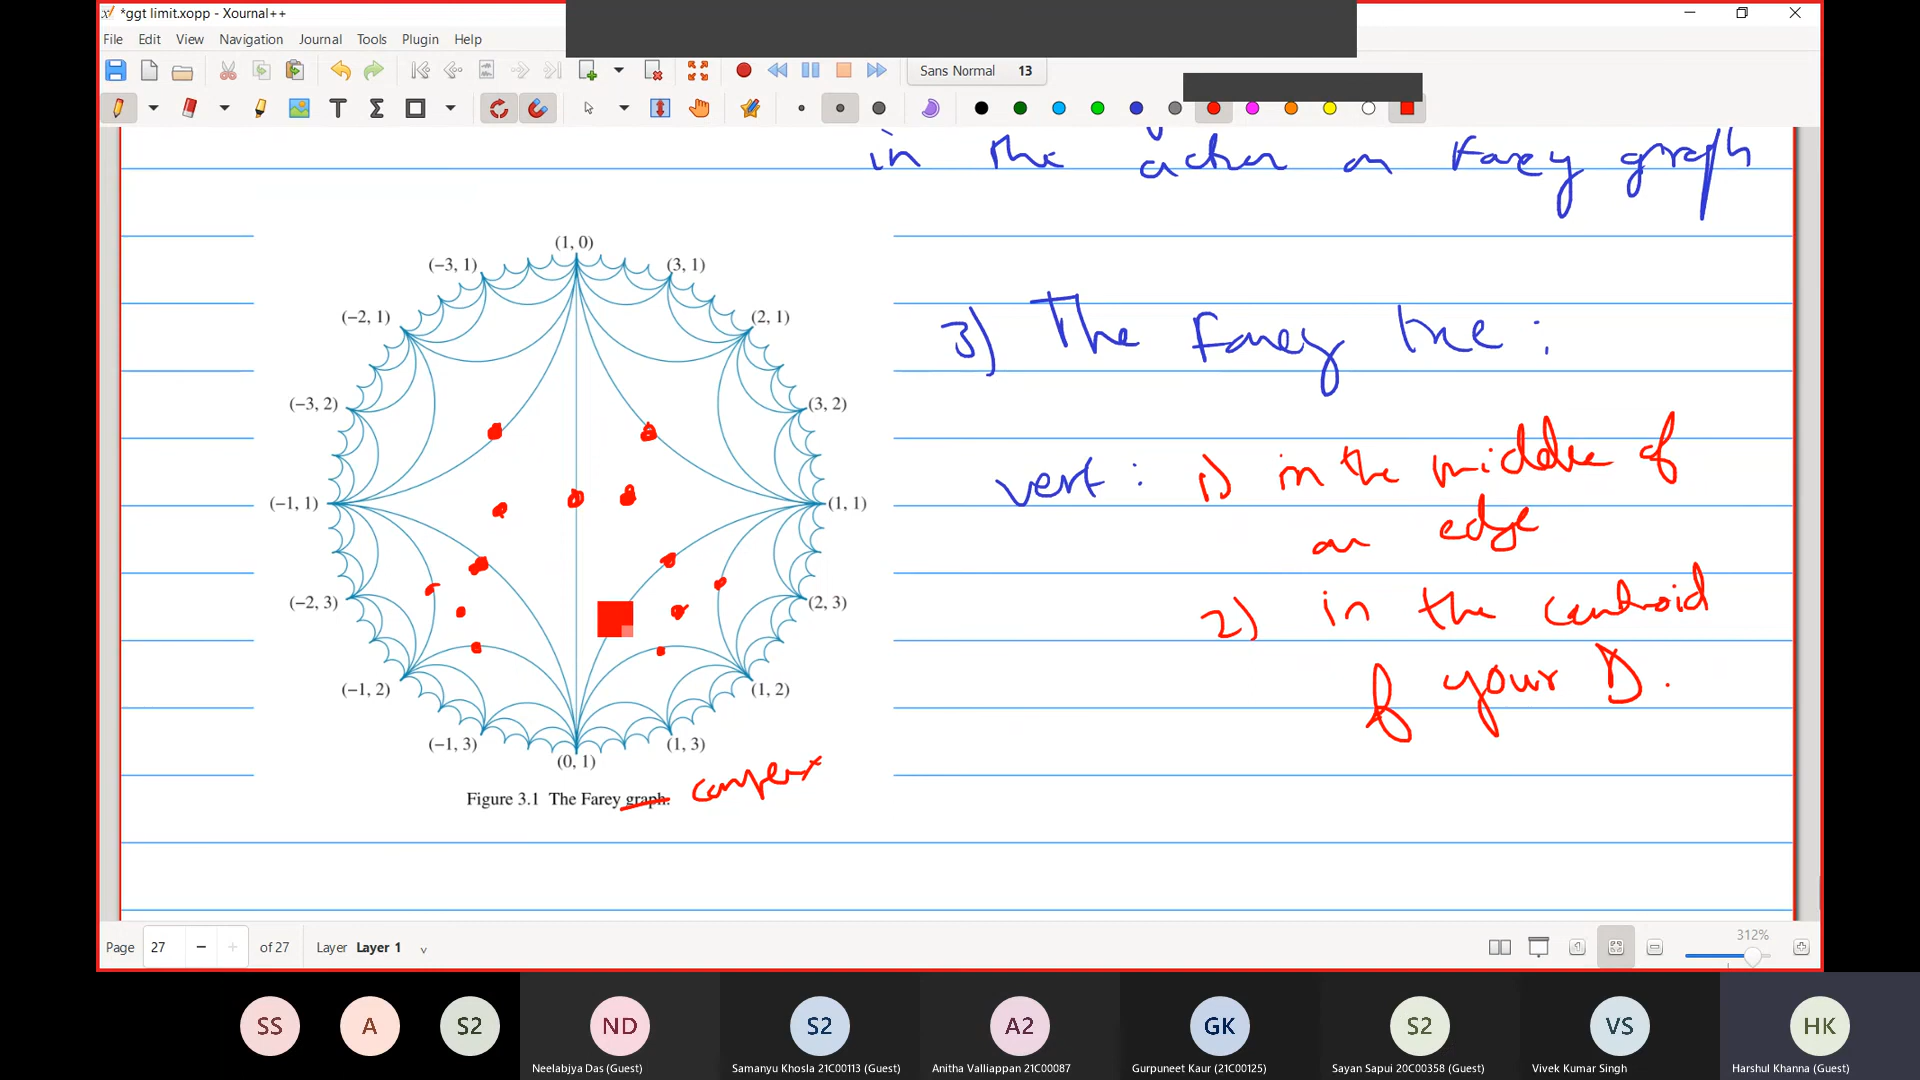 *ggt limit.xopp - Xournal++
File Edit View Navigation Journal Tools Plugin Help
Sans Normal 13
in the action on Farey graph
(1, 0)
(−3, 1) (3, 1)
(−2, 1) (2, 1)
(−3, 2) (3, 2)
(−1, 1) (1, 1)
(−2, 3) (2, 3)
(−1, 2) (1, 2)
(−1, 3) (1, 3)
(0, 1)
Figure 3.1 The Farey graph. complex
3) The Farey tree :
vert : 1) in the middle of
an edge
2) in the centroid
of your Δ.
Page 27 of 27 Layer Layer 1
312%
SS A S2 ND S2 A2 GK S2 VS HK
Neelabjya Das (Guest) Samanyu Khosla 21C00113 (Guest) Anitha Valliappan 21C00087 Gurpuneet Kaur (21C00125) Sayan Sapui 20C00358 (Guest) Vivek Kumar Singh Harshul Khanna (Guest)